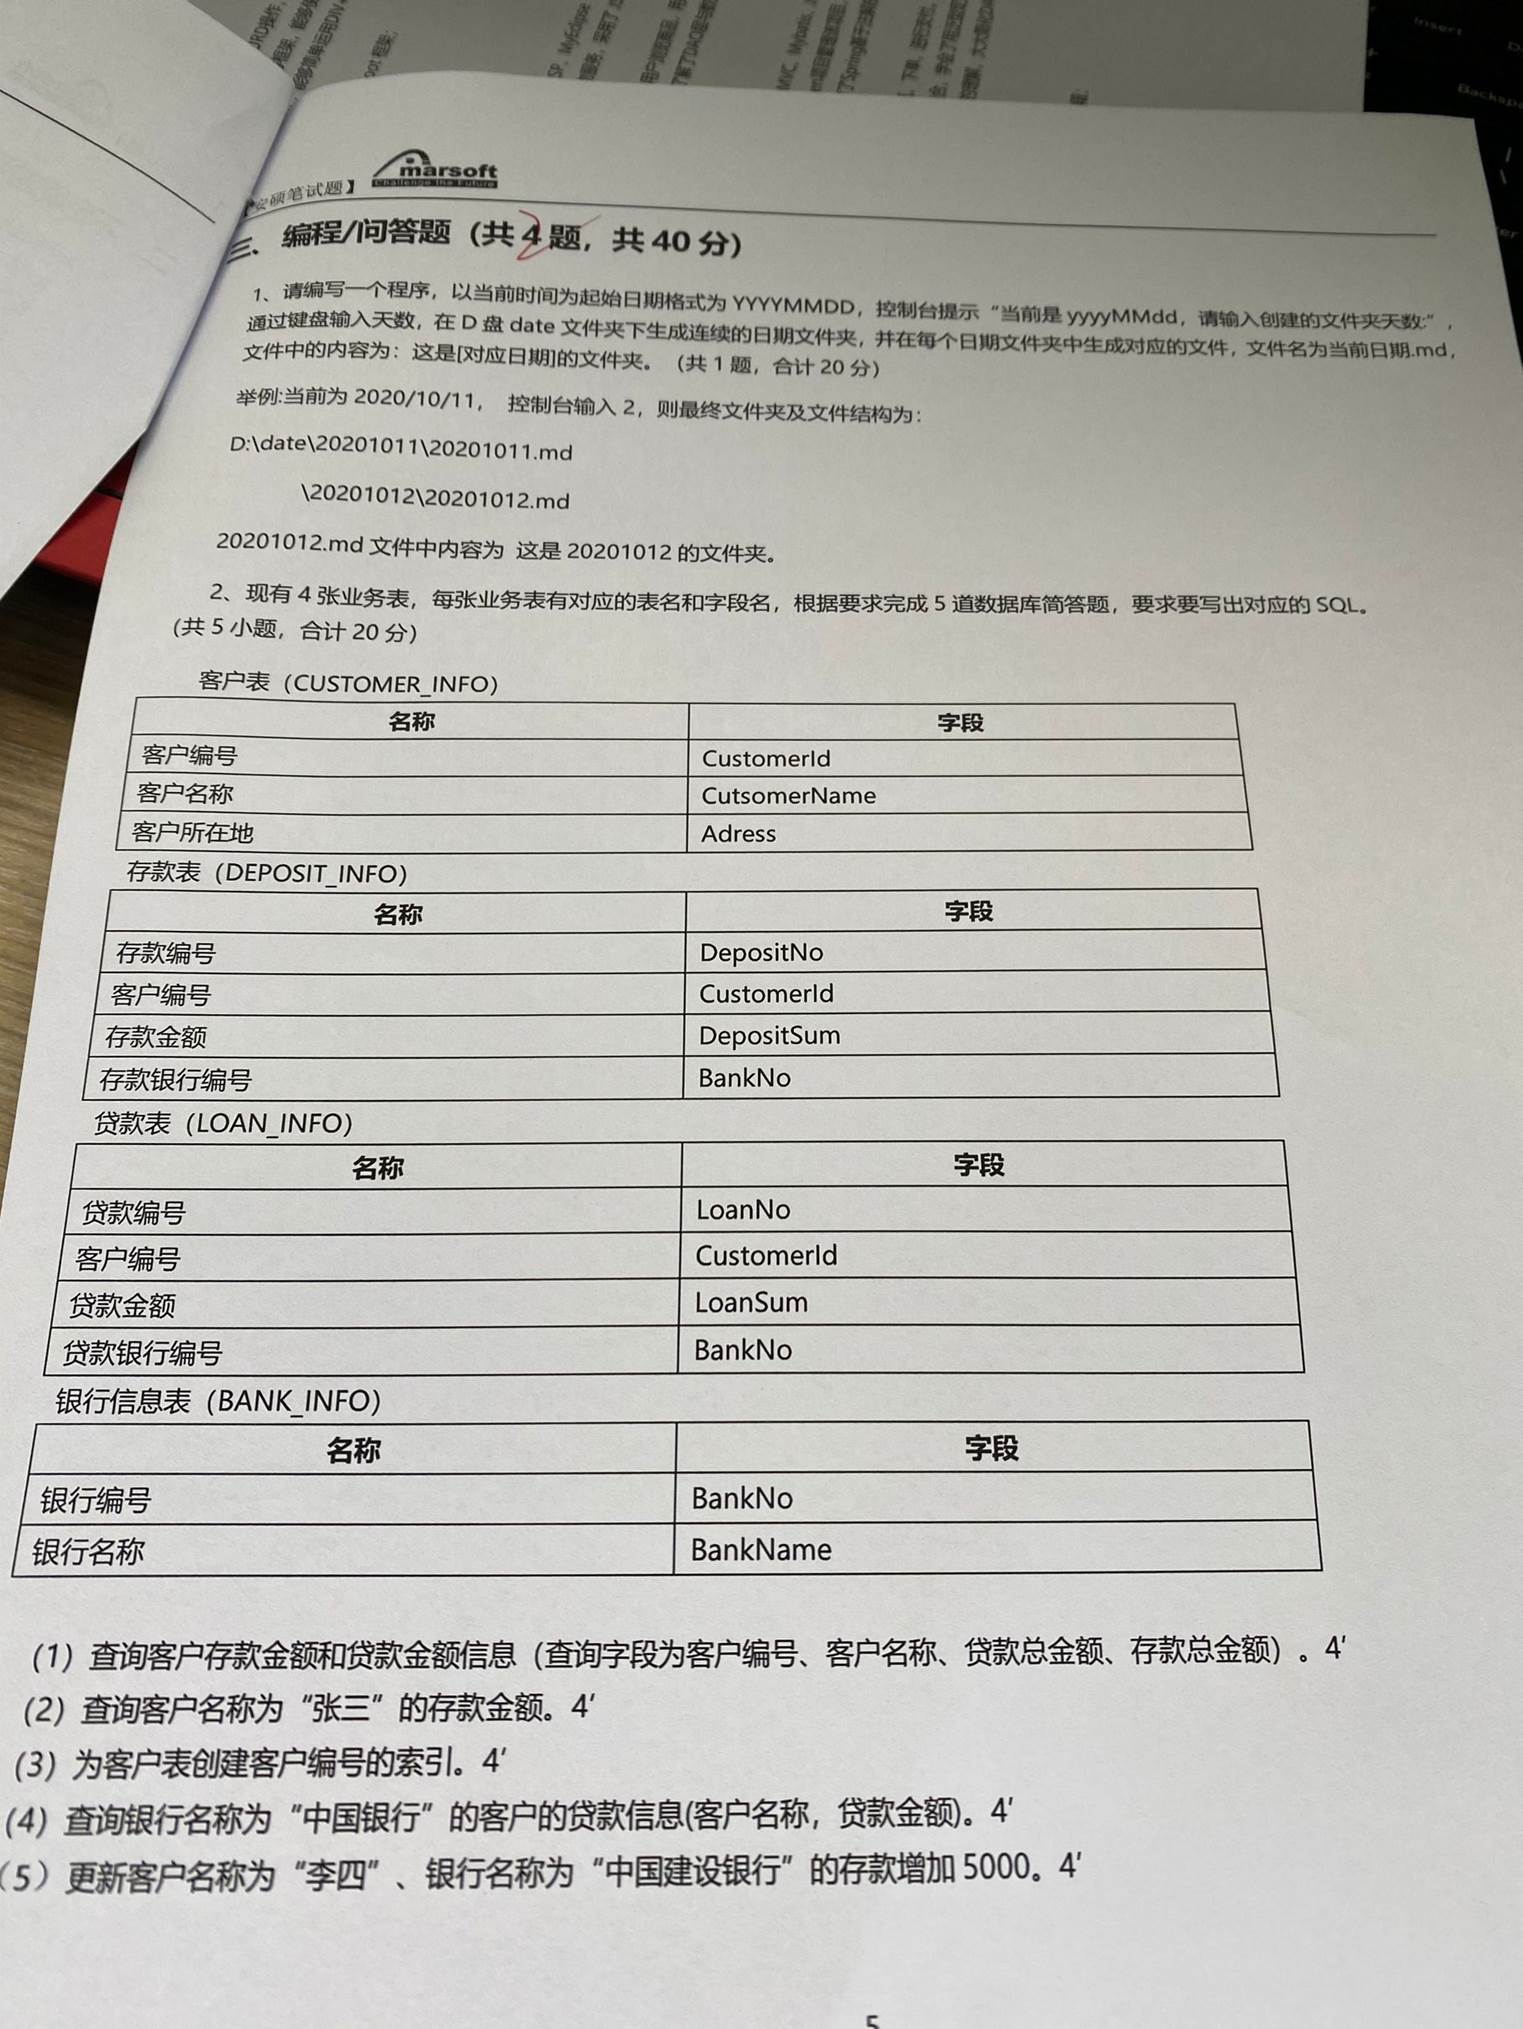 SP、MyEclipse
Insert
Backspa
【安硕笔试题】
marsoft
Challenge the Future
三、编程/问答题（共 4 题，共 40 分）
1、请编写一个程序，以当前时间为起始日期格式为 YYYYMMDD，控制台提示“当前是 yyyyMMdd，请输入创建的文件夹天数:”，
通过键盘输入天数，在 D 盘 date 文件夹下生成连续的日期文件夹，并在每个日期文件夹中生成对应的文件，文件名为当前日期.md，
文件中的内容为：这是[对应日期]的文件夹。（共 1 题，合计 20 分）
举例:当前为 2020/10/11， 控制台输入 2，则最终文件夹及文件结构为：
D:\date\20201011\20201011.md
\20201012\20201012.md
20201012.md 文件中内容为 这是 20201012 的文件夹。
2、现有 4 张业务表，每张业务表有对应的表名和字段名，根据要求完成 5 道数据库简答题，要求要写出对应的 SQL。
（共 5 小题，合计 20 分）
客户表（CUSTOMER_INFO）
名称 字段
客户编号 CustomerId
客户名称 CutsomerName
客户所在地 Adress
存款表（DEPOSIT_INFO）
名称 字段
存款编号 DepositNo
客户编号 CustomerId
存款金额 DepositSum
存款银行编号 BankNo
贷款表（LOAN_INFO）
名称 字段
贷款编号 LoanNo
客户编号 CustomerId
贷款金额 LoanSum
贷款银行编号 BankNo
银行信息表（BANK_INFO）
名称 字段
银行编号 BankNo
银行名称 BankName
（1）查询客户存款金额和贷款金额信息（查询字段为客户编号、客户名称、贷款总金额、存款总金额）。4'
（2）查询客户名称为“张三”的存款金额。4'
（3）为客户表创建客户编号的索引。4'
（4）查询银行名称为“中国银行”的客户的贷款信息(客户名称，贷款金额)。4'
（5）更新客户名称为“李四”、银行名称为“中国建设银行”的存款增加 5000。4'
5